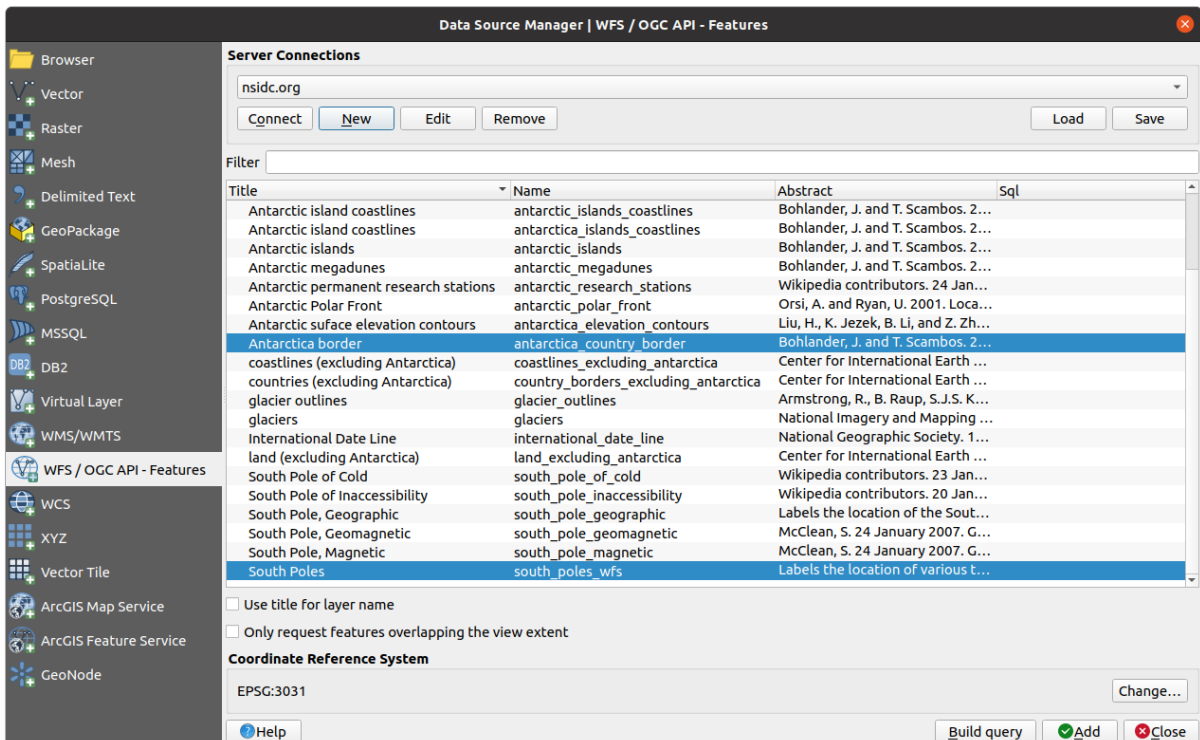 Data Source Manager | WFS / OGC API - Features
Browser
Vector
Raster
Mesh
Delimited Text
GeoPackage
SpatiaLite
PostgreSQL
MSSQL
DB2 DB2
Virtual Layer
WMS/WMTS
WFS / OGC API - Features
WCS
XYZ
Vector Tile
ArcGIS Map Service
ArcGIS Feature Service
GeoNode
Server Connections
nsidc.org
Connect New Edit Remove Load Save
Filter
Title Name Abstract Sql
Antarctic island coastlines antarctic_islands_coastlines Bohlander, J. and T. Scambos. 2...
Antarctic island coastlines antarctica_islands_coastlines Bohlander, J. and T. Scambos. 2...
Antarctic islands antarctic_islands Bohlander, J. and T. Scambos. 2...
Antarctic megadunes antarctic_megadunes Bohlander, J. and T. Scambos. 2...
Antarctic permanent research stations antarctic_research_stations Wikipedia contributors. 24 Jan...
Antarctic Polar Front antarctic_polar_front Orsi, A. and Ryan, U. 2001. Loca...
Antarctic suface elevation contours antarctica_elevation_contours Liu, H., K. Jezek, B. Li, and Z. Zh...
Antarctica border antarctica_country_border Bohlander, J. and T. Scambos. 2...
coastlines (excluding Antarctica) coastlines_excluding_antarctica Center for International Earth ...
countries (excluding Antarctica) country_borders_excluding_antarctica Center for International Earth ...
glacier outlines glacier_outlines Armstrong, R., B. Raup, S.J.S. K...
glaciers glaciers National Imagery and Mapping ...
International Date Line international_date_line National Geographic Society. 1...
land (excluding Antarctica) land_excluding_antarctica Center for International Earth ...
South Pole of Cold south_pole_of_cold Wikipedia contributors. 23 Jan...
South Pole of Inaccessibility south_pole_inaccessibility Wikipedia contributors. 20 Jan...
South Pole, Geographic south_pole_geographic Labels the location of the Sout...
South Pole, Geomagnetic south_pole_geomagnetic McClean, S. 24 January 2007. G...
South Pole, Magnetic south_pole_magnetic McClean, S. 24 January 2007. G...
South Poles south_poles_wfs Labels the location of various t...
Use title for layer name
Only request features overlapping the view extent
Coordinate Reference System
EPSG:3031 Change...
Help Build query Add Close